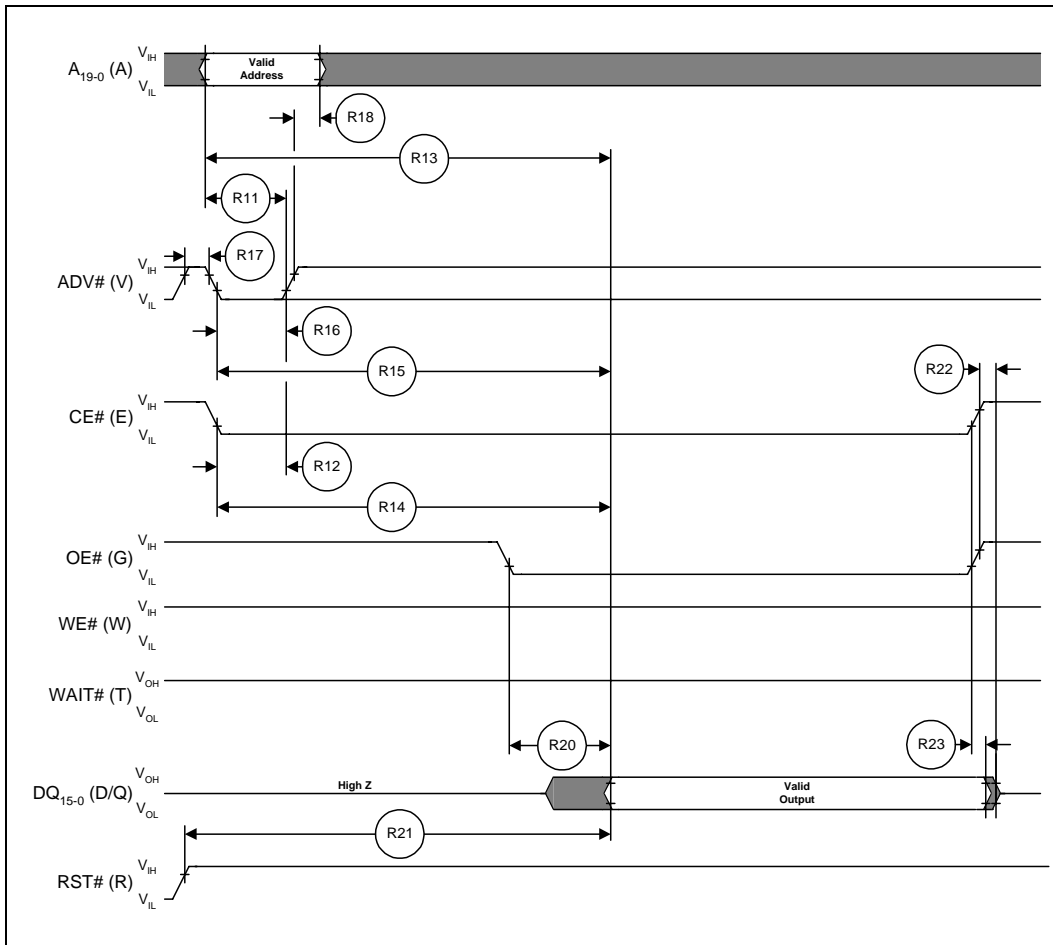 A19-0 (A)
VIH
VIL
Valid
Address
R18
R13
R11
R17
ADV# (V)
VIH
VIL
R16
R15
R22
CE# (E)
VIH
VIL
R12
R14
OE# (G)
VIH
VIL
WE# (W)
VIH
VIL
WAIT# (T)
VOH
VOL
R20
R23
DQ15-0 (D/Q)
VOH
VOL
High Z
Valid
Output
R21
RST# (R)
VIH
VIL